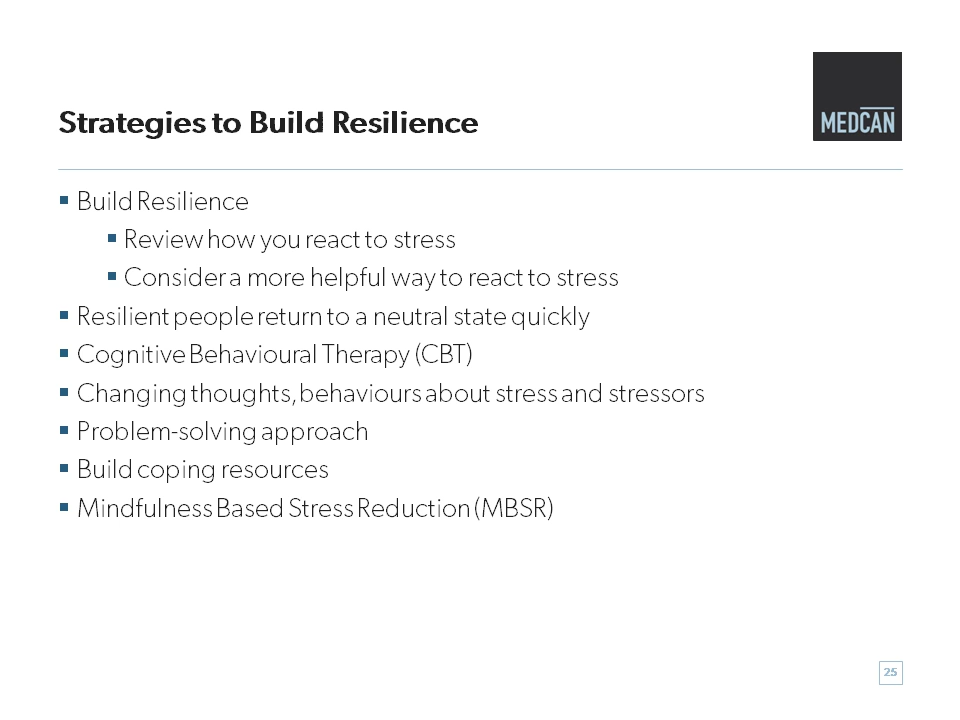 Strategies to Build Resilience
MEDCAN
Build Resilience
Review how you react to stress
Consider a more helpful way to react to stress
Resilient people return to a neutral state quickly
Cognitive Behavioural Therapy (CBT)
Changing thoughts, behaviours about stress and stressors
Problem-solving approach
Build coping resources
Mindfulness Based Stress Reduction (MBSR)
25